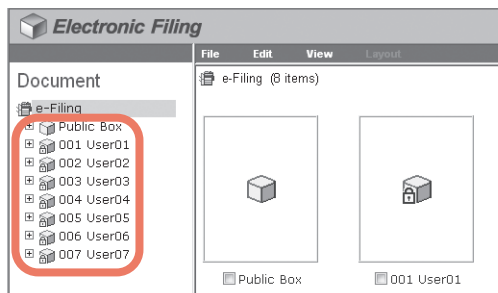 Electronic Filing
File Edit View Layout
Document
e-Filing (8 items)
e-Filing
Public Box
001 User01
002 User02
003 User03
004 User04
005 User05
006 User06
007 User07
Public Box
001 User01